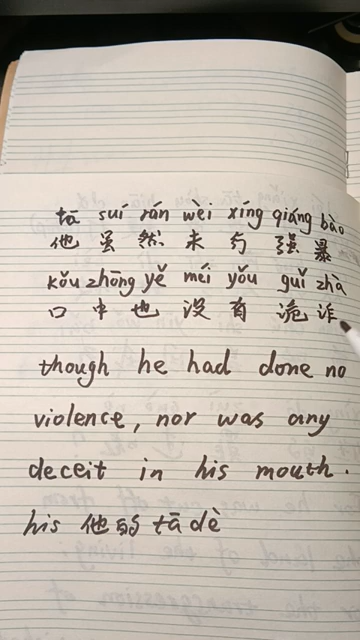 tā suí rán wèi xíng qiáng bào
他虽然未行强暴
kǒu zhōng yě méi yǒu guǐ zhà
口中也没有诡诈
though he had done no
violence, nor was any
deceit in his mouth.
his 他的 tā dè